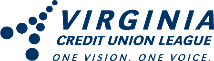 VIRGINIA
CREDIT UNION LEAGUE
ONE VISION. ONE VOICE.